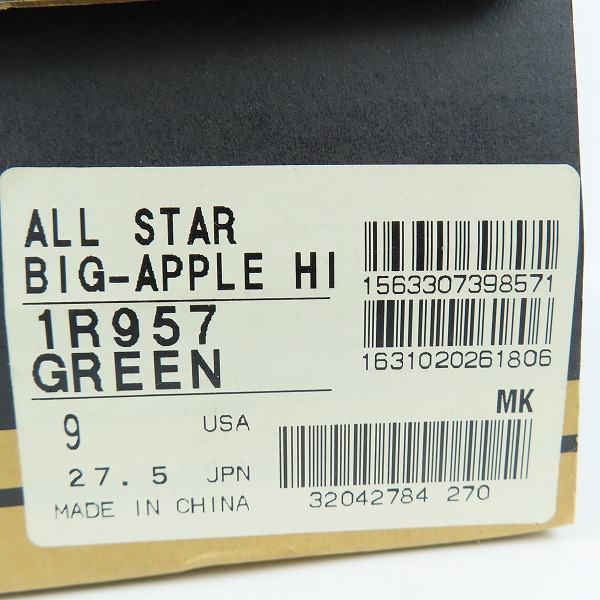 ALL STAR
BIG-APPLE HI
1563307398571
1R957
GREEN
1631020261806
MK
9 USA
27.5 JPN
32042784 270
MADE IN CHINA